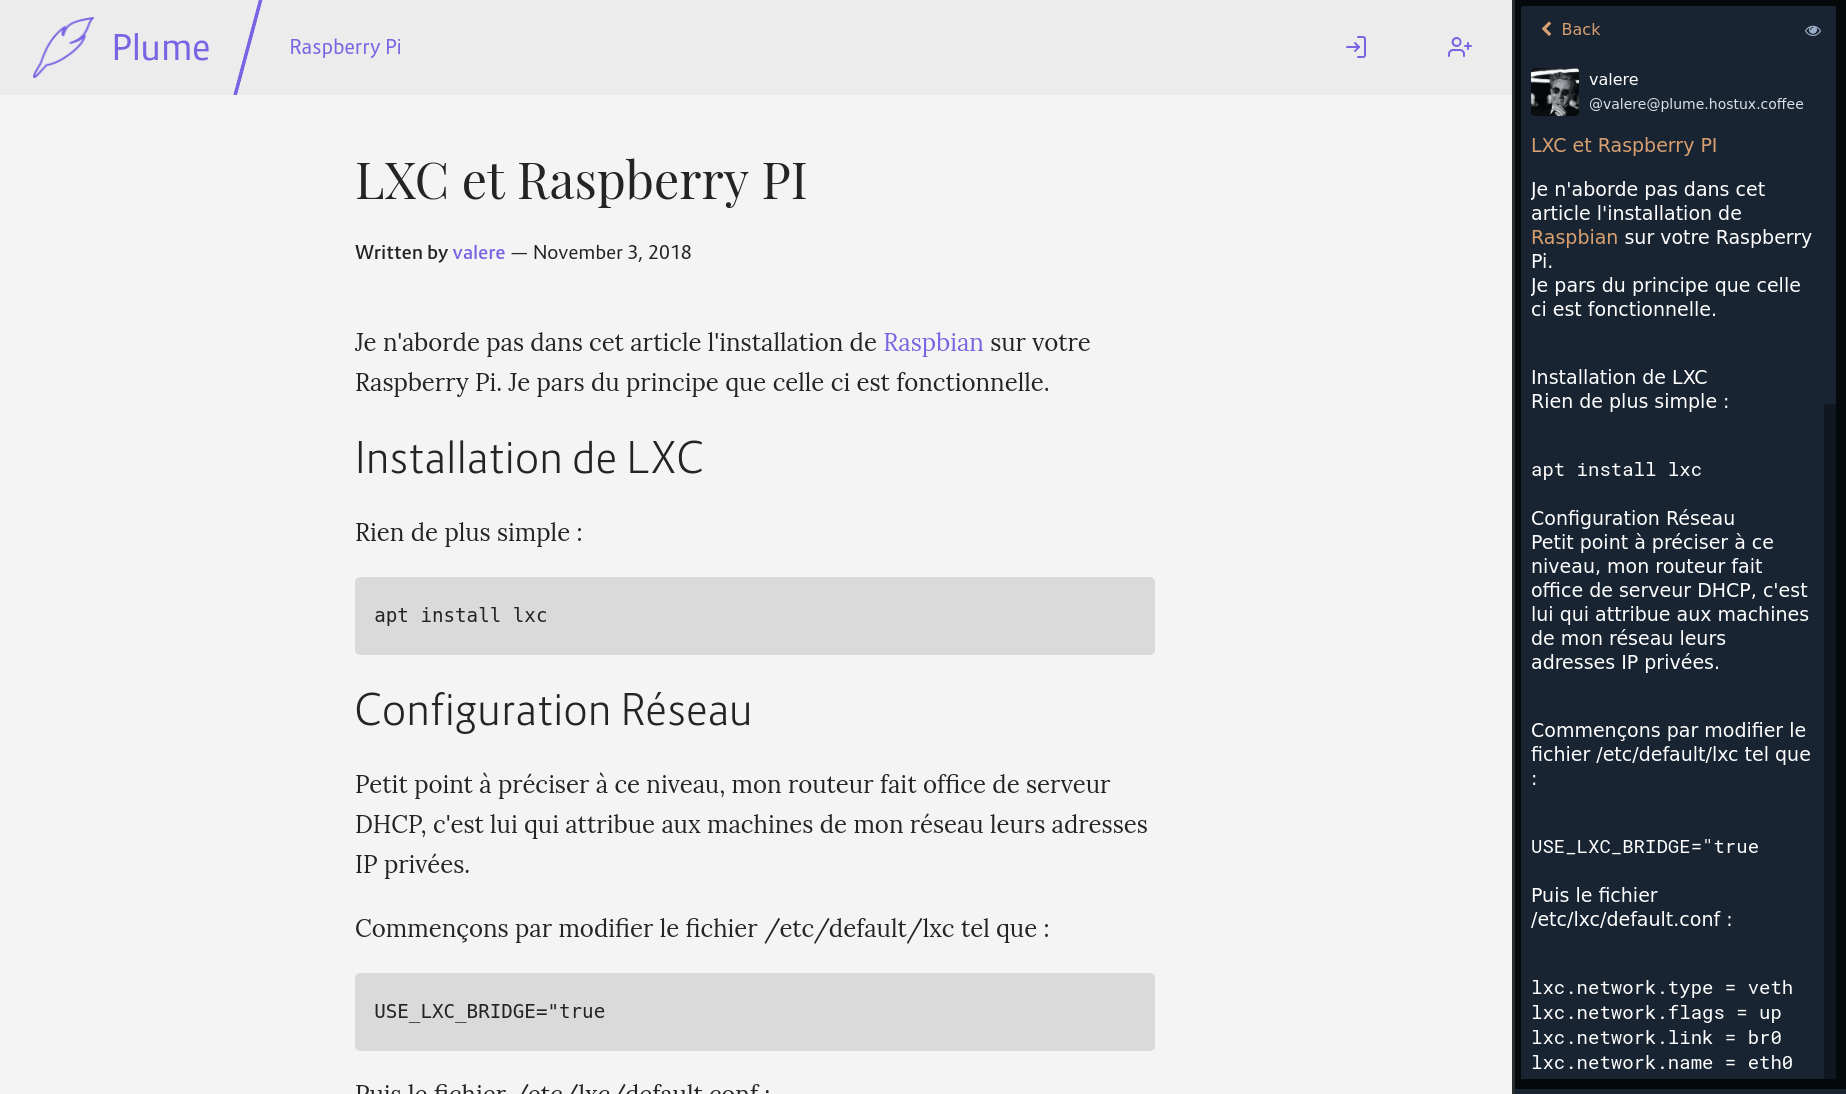 Plume
Raspberry Pi
LXC et Raspberry PI
Written by valere — November 3, 2018
Je n'aborde pas dans cet article l'installation de Raspbian sur votre
Raspberry Pi. Je pars du principe que celle ci est fonctionnelle.
Installation de LXC
Rien de plus simple :
apt install lxc
Configuration Réseau
Petit point à préciser à ce niveau, mon routeur fait office de serveur
DHCP, c'est lui qui attribue aux machines de mon réseau leurs adresses
IP privées.
Commençons par modifier le fichier /etc/default/lxc tel que :
USE_LXC_BRIDGE="true
Puis le fichier /etc/lxc/default.conf :
Back
valere
@valere@plume.hostux.coffee
LXC et Raspberry PI
Je n'aborde pas dans cet
article l'installation de
Raspbian sur votre Raspberry
Pi.
Je pars du principe que celle
ci est fonctionnelle.
Installation de LXC
Rien de plus simple :
apt install lxc
Configuration Réseau
Petit point à préciser à ce
niveau, mon routeur fait
office de serveur DHCP, c'est
lui qui attribue aux machines
de mon réseau leurs
adresses IP privées.
Commençons par modifier le
fichier /etc/default/lxc tel que
:
USE_LXC_BRIDGE="true
Puis le fichier
/etc/lxc/default.conf :
lxc.network.type = veth
lxc.network.flags = up
lxc.network.link = br0
lxc.network.name = eth0